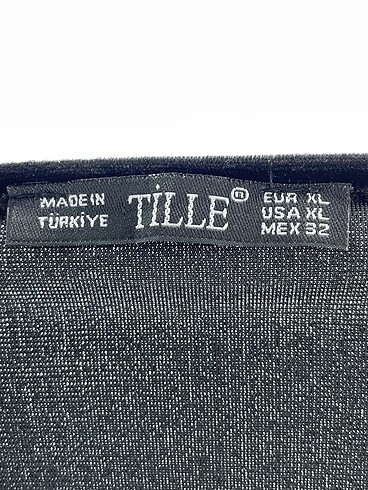 MADE IN
TÜRKİYE
TİLLE®
EUR XL
USA XL
MEX 32